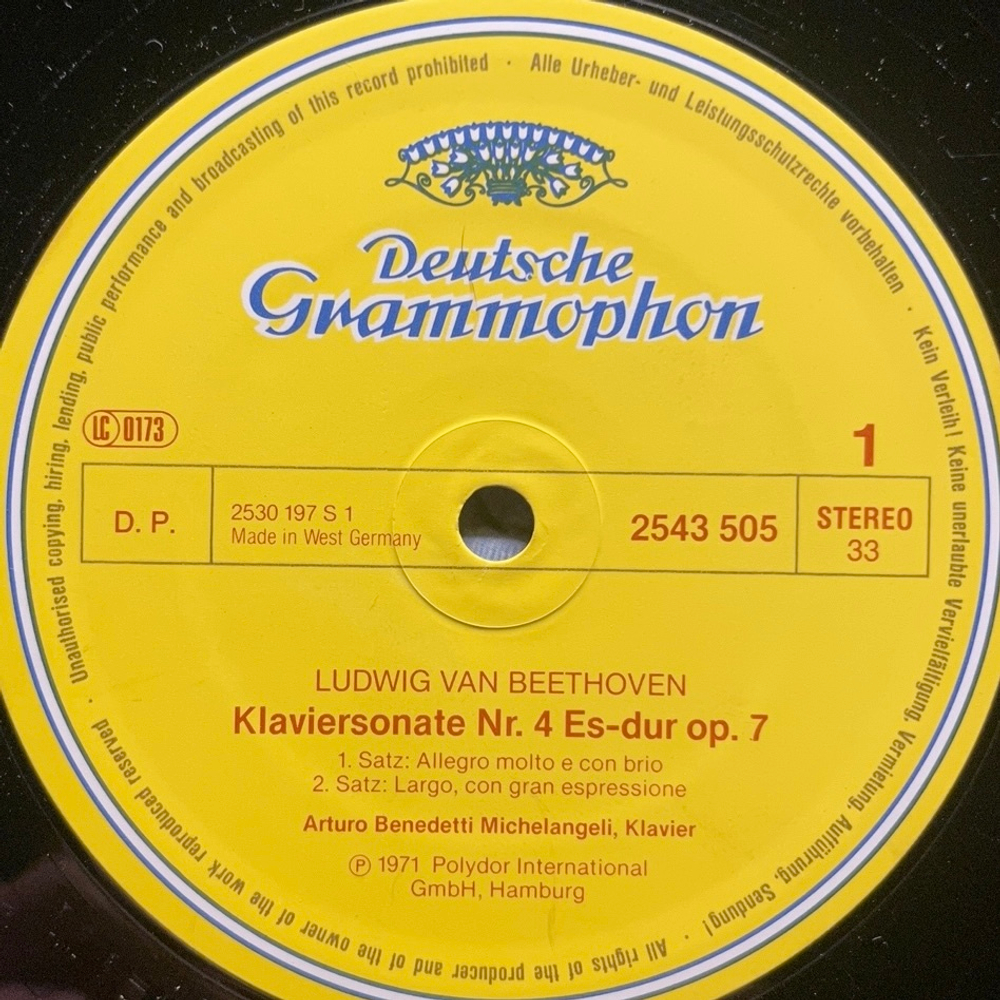 Unauthorised copying, hiring, lending, public performance and broadcasting of this record prohibited · Alle Urheber- und Leistungsschutzrechte vorbehalten · Kein Verleih! Keine unerlaubte Vervielfältigung, Vermietung, Aufführung, Sendung! · All rights of the producer and of the owner of the work reproduced reserved ·
Deutsche
Grammophon
LC 0173
1
D. P.
2530 197 S 1
Made in West Germany
2543 505
STEREO
33
LUDWIG VAN BEETHOVEN
Klaviersonate Nr. 4 Es-dur op. 7
1. Satz: Allegro molto e con brio
2. Satz: Largo, con gran espressione
Arturo Benedetti Michelangeli, Klavier
℗ 1971 Polydor International
GmbH, Hamburg